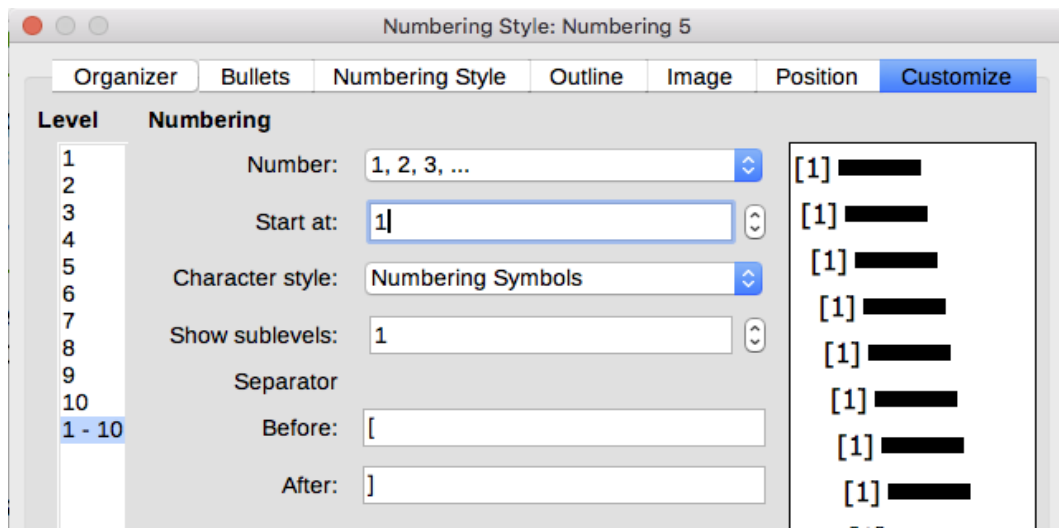 Numbering Style: Numbering 5
Organizer Bullets Numbering Style Outline Image Position Customize
Level Numbering
1
2
3
4
5
6
7
8
9
10
1 - 10
Number: 1, 2, 3, ...
Start at: 1
Character style: Numbering Symbols
Show sublevels: 1
Separator
Before: [
After: ]
[1]
[1]
[1]
[1]
[1]
[1]
[1]
[1]